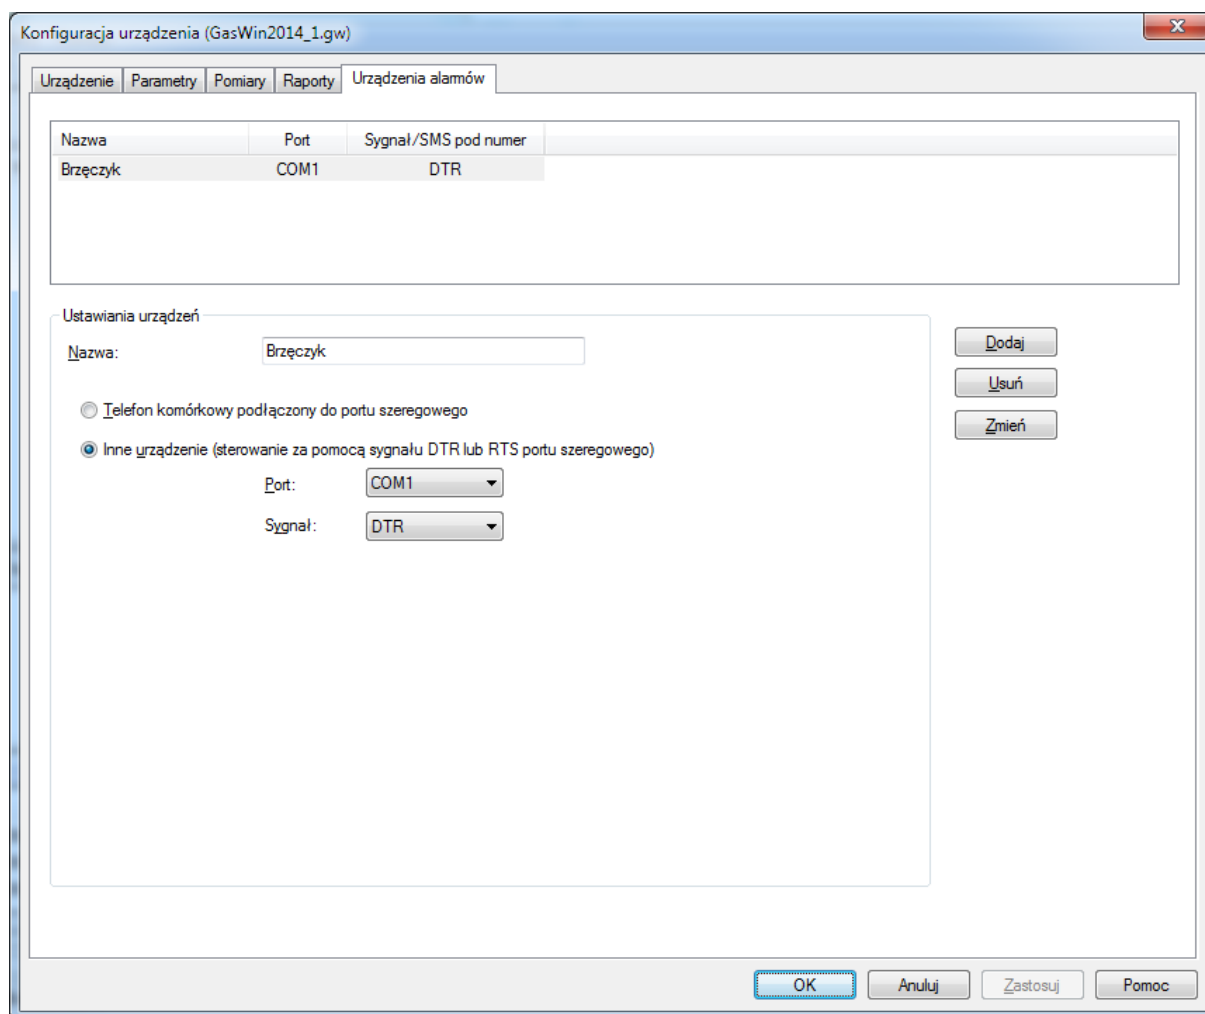 Konfiguracja urządzenia (GasWin2014_1.gw)
Urządzenie Parametry Pomiary Raporty Urządzenia alarmów
Nazwa Port Sygnał/SMS pod numer
Brzęczyk COM1 DTR
Ustawiania urządzeń
Nazwa: Brzęczyk
Dodaj
Usuń
Telefon komórkowy podłączony do portu szeregowego
Zmień
Inne urządzenie (sterowanie za pomocą sygnału DTR lub RTS portu szeregowego)
Port: COM1
Sygnał: DTR
OK Anuluj Zastosuj Pomoc